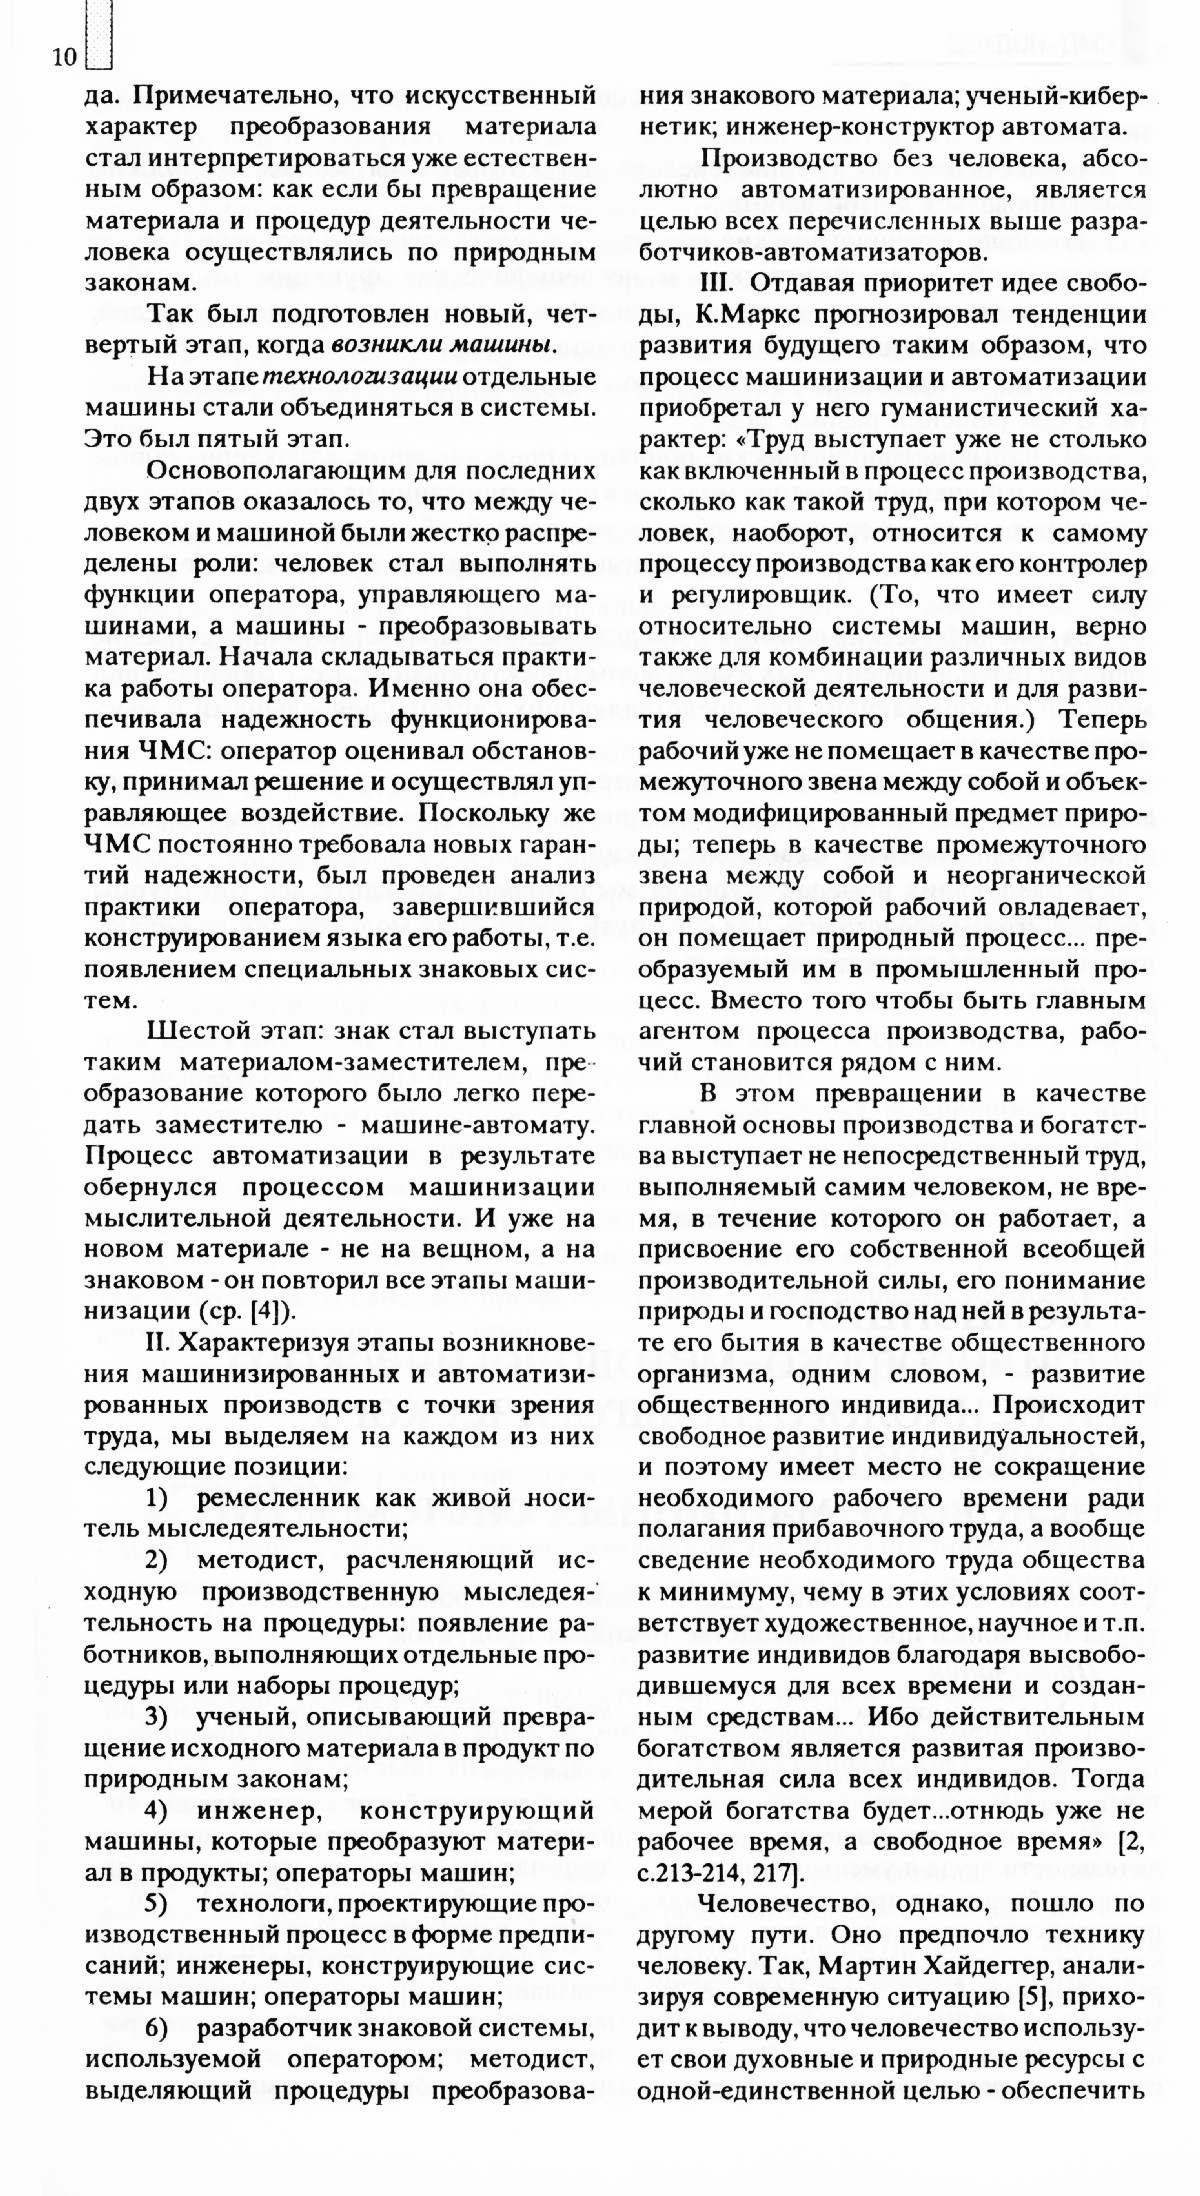 10
да. Примечательно, что искусственный
характер преобразования материала
стал интерпретироваться уже естествен-
ным образом: как если бы превращение
материала и процедур деятельности че-
ловека осуществлялись по природным
законам.
Так был подготовлен новый, чет-
вертый этап, когда возникли машины.
На этапе технологизации отдельные
машины стали объединяться в системы.
Это был пятый этап.
Основополагающим для последних
двух этапов оказалось то, что между че-
ловеком и машиной были жестко распре-
делены роли: человек стал выполнять
функции оператора, управляющего ма-
шинами, а машины - преобразовывать
материал. Начала складываться практи-
ка работы оператора. Именно она обес-
печивала надежность функционирова-
ния ЧМС: оператор оценивал обстанов-
ку, принимал решение и осуществлял уп-
равляющее воздействие. Поскольку же
ЧМС постоянно требовала новых гаран-
тий надежности, был проведен анализ
практики оператора, завершившийся
конструированием языка его работы, т.е.
появлением специальных знаковых сис-
тем.
Шестой этап: знак стал выступать
таким материалом-заместителем, пре-
образование которого было легко пере-
дать заместителю - машине-автомату.
Процесс автоматизации в результате
обернулся процессом машинизации
мыслительной деятельности. И уже на
новом материале - не на вещном, а на
знаковом - он повторил все этапы маши-
низации (ср. [4]).
II. Характеризуя этапы возникнове-
ния машинизированных и автоматизи-
рованных производств с точки зрения
труда, мы выделяем на каждом из них
следующие позиции:
1) ремесленник как живой носи-
тель мыследеятельности;
2) методист, расчленяющий ис-
ходную производственную мыследея-
тельность на процедуры: появление ра-
ботников, выполняющих отдельные про-
цедуры или наборы процедур;
3) ученый, описывающий превра-
щение исходного материала в продукт по
природным законам;
4) инженер, конструирующий
машины, которые преобразуют матери-
ал в продукты; операторы машин;
5) технологи, проектирующие про-
изводственный процесс в форме предпи-
саний; инженеры, конструирующие сис-
темы машин; операторы машин;
6) разработчик знаковой системы,
используемой оператором; методист,
выделяющий процедуры преобразова-
ния знакового материала; ученый-кибер-
нетик; инженер-конструктор автомата.
Производство без человека, абсо-
лютно автоматизированное, является
целью всех перечисленных выше разра-
ботчиков-автоматизаторов.
III. Отдавая приоритет идее свобо-
ды, К.Маркс прогнозировал тенденции
развития будущего таким образом, что
процесс машинизации и автоматизации
приобретал у него гуманистический ха-
рактер: «Труд выступает уже не столько
как включенный в процесс производства,
сколько как такой труд, при котором че-
ловек, наоборот, относится к самому
процессу производства как его контролер
и регулировщик. (То, что имеет силу
относительно системы машин, верно
также для комбинации различных видов
человеческой деятельности и для разви-
тия человеческого общения.) Теперь
рабочий уже не помещает в качестве про-
межуточного звена между собой и объек-
том модифицированный предмет приро-
ды; теперь в качестве промежуточного
звена между собой и неорганической
природой, которой рабочий овладевает,
он помещает природный процесс... пре-
образуемый им в промышленный про-
цесс. Вместо того чтобы быть главным
агентом процесса производства, рабо-
чий становится рядом с ним.
В этом превращении в качестве
главной основы производства и богатст-
ва выступает не непосредственный труд,
выполняемый самим человеком, не вре-
мя, в течение которого он работает, а
присвоение его собственной всеобщей
производительной силы, его понимание
природы и господство над ней в результа-
те его бытия в качестве общественного
организма, одним словом, - развитие
общественного индивида... Происходит
свободное развитие индивидуальностей,
и поэтому имеет место не сокращение
необходимого рабочего времени ради
полагания прибавочного труда, а вообще
сведение необходимого труда общества
к минимуму, чему в этих условиях соот-
ветствует художественное, научное и т.п.
развитие индивидов благодаря высвобо-
дившемуся для всех времени и создан-
ным средствам... Ибо действительным
богатством является развитая произво-
дительная сила всех индивидов. Тогда
мерой богатства будет...отнюдь уже не
рабочее время, а свободное время» [2,
с.213-214, 217].
Человечество, однако, пошло по
другому пути. Оно предпочло технику
человеку. Так, Мартин Хайдеггер, анали-
зируя современную ситуацию [5], прихо-
дит к выводу, что человечество использу-
ет свои духовные и природные ресурсы с
одной-единственной целью - обеспечить